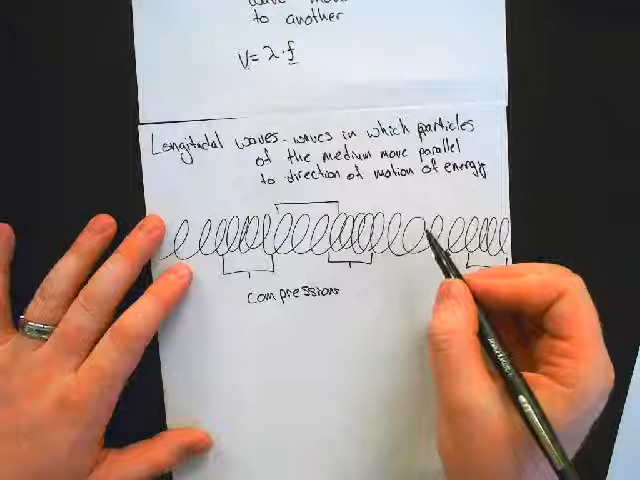 to another
V = λ · f
Longitudal waves - waves in which particles
of the medium move parallel
to direction of motion of energy
compressions